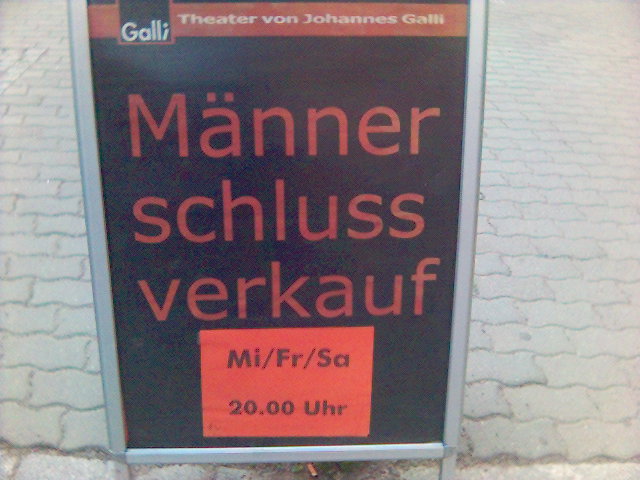 Galli Theater von Johannes Galli
Männer
schluss
verkauf
Mi/Fr/Sa
20.00 Uhr